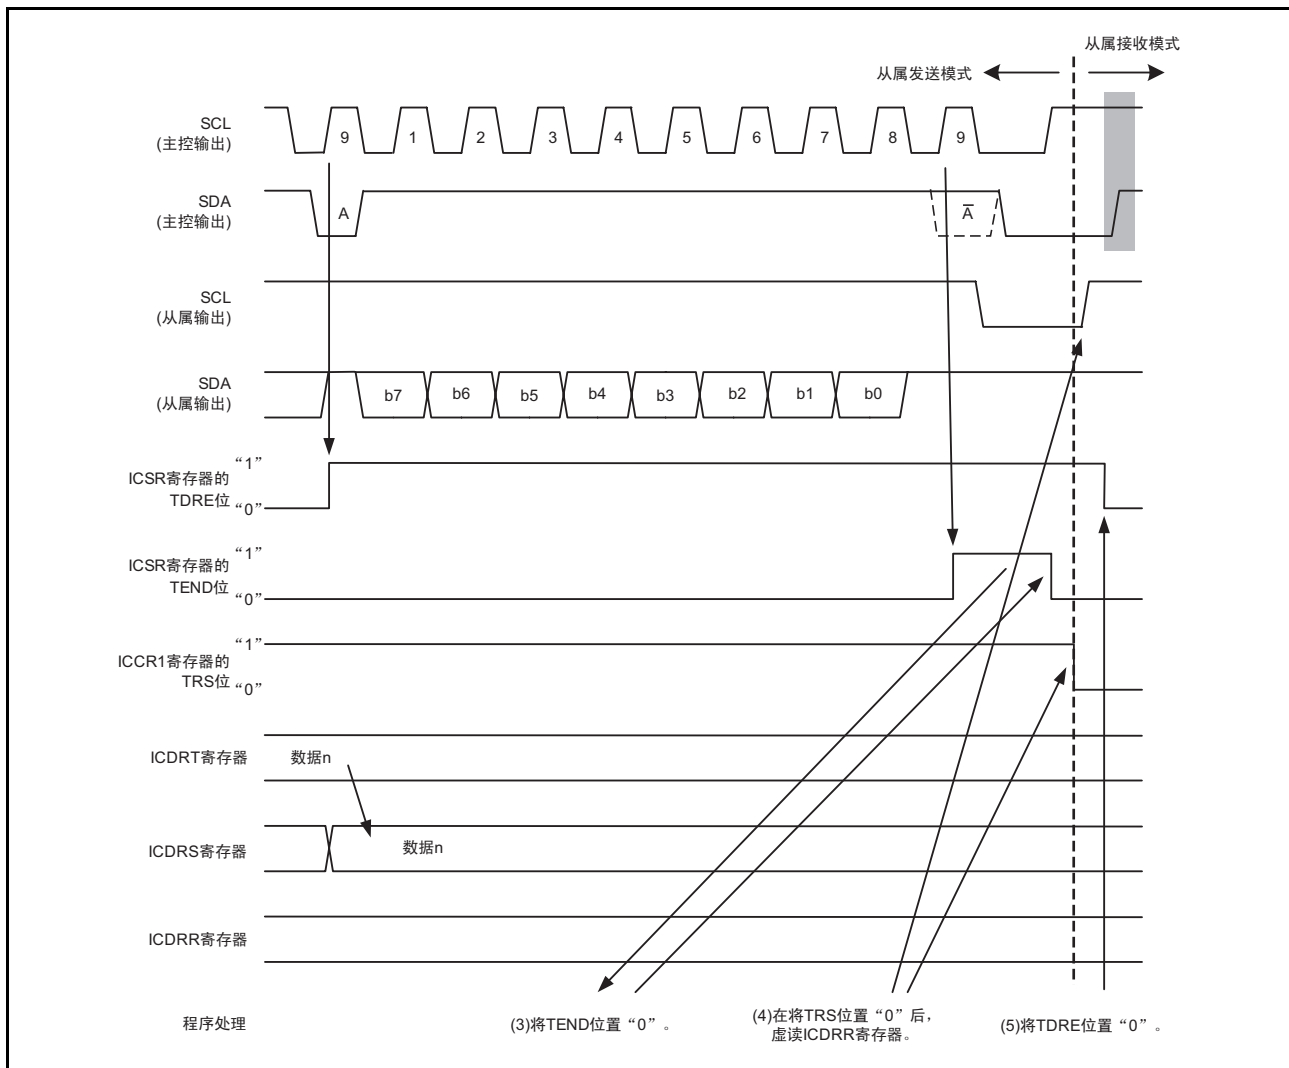 从属接收模式
从属发送模式
SCL
(主控输出)
9 1 2 3 4 5 6 7 8 9
SDA
(主控输出)
A
A̅
SCL
(从属输出)
SDA
(从属输出)
b7 b6 b5 b4 b3 b2 b1 b0
ICSR寄存器的
TDRE位
“1”
“0”
ICSR寄存器的
TEND位
“1”
“0”
ICCR1寄存器的
TRS位
“1”
“0”
ICDRT寄存器
数据n
ICDRS寄存器
数据n
ICDRR寄存器
程序处理
(3)将TEND位置“0”。
(4)在将TRS位置“0”后，
虚读ICDRR寄存器。
(5)将TDRE位置“0”。